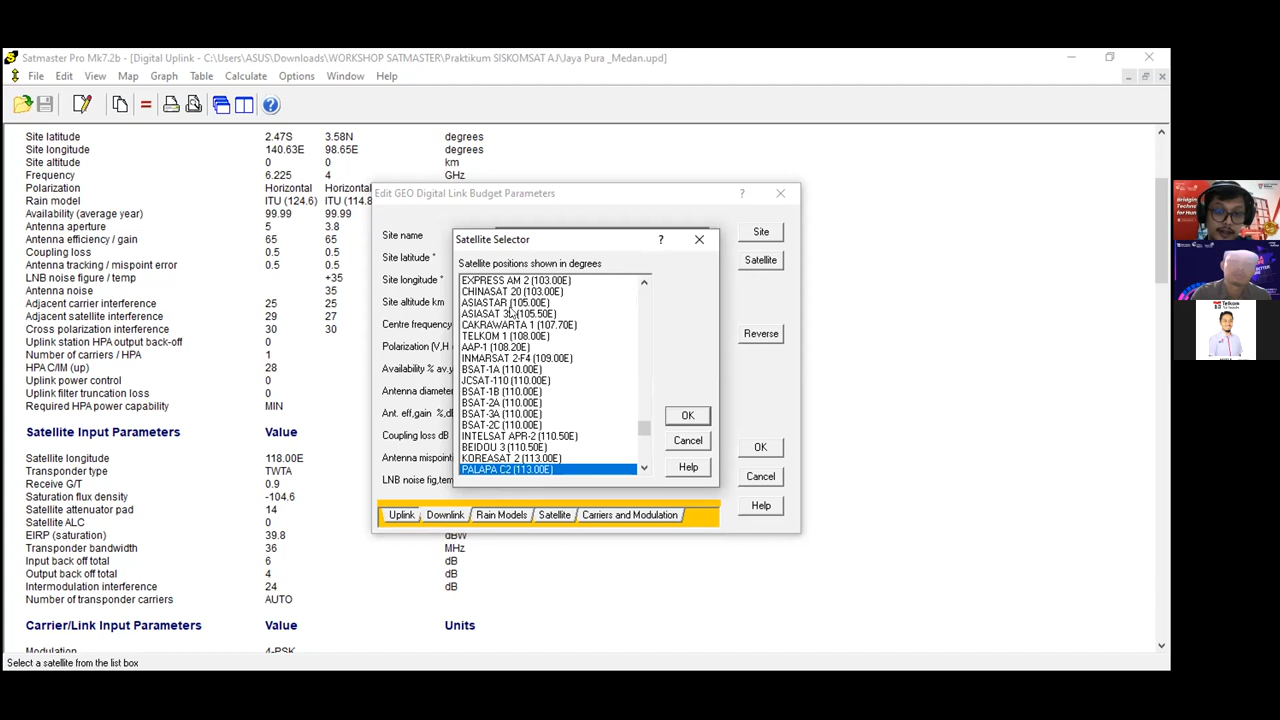 Satmaster Pro Mk7.2b - [Digital Uplink - C:\Users\ASUS\Downloads\WORKSHOP SATMASTER\Praktikum SISKOMSAT AJ\Jaya Pura _Medan.upd]
File Edit View Map Graph Table Calculate Options Window Help
Site latitude 2.47S 3.58N degrees
Site longitude 140.63E 98.65E degrees
Site altitude 0 0 km
Frequency 6.225 4 GHz
Polarization Horizontal Horizontal
Rain model ITU (124.6) ITU (114.8
Availability (average year) 99.99 99.99
Antenna aperture 5 3.8
Antenna efficiency / gain 65 65
Coupling loss 0.5 0.5
Antenna tracking / mispoint error 0.5 0.5
LNB noise figure / temp +35
Antenna noise 35
Adjacent carrier interference 25 25
Adjacent satellite interference 29 27
Cross polarization interference 30 30
Uplink station HPA output back-off 0
Number of carriers / HPA 1
HPA C/IM (up) 28
Uplink power control 0
Uplink filter truncation loss 0
Required HPA power capability MIN
Satellite Input Parameters Value
Satellite longitude 118.00E
Transponder type TWTA
Receive G/T 0.9
Saturation flux density -104.6
Satellite attenuator pad 14
Satellite ALC 0
EIRP (saturation) 39.8 dBW
Transponder bandwidth 36 MHz
Input back off total 6 dB
Output back off total 4 dB
Intermodulation interference 24 dB
Number of transponder carriers AUTO
Carrier/Link Input Parameters Value Units
Modulation 4-PSK
Select a satellite from the list box
Edit GEO Digital Link Budget Parameters
Site name
Site latitude *
Site longitude *
Site altitude km
Centre frequency
Polarization (V,H
Availability % av.y
Antenna diameter
Ant. eff,gain %,d
Coupling loss dB
Antenna mispoint
LNB noise fig,tem
Site
Satellite
Reverse
OK
Cancel
Help
Uplink Downlink Rain Models Satellite Carriers and Modulation
Satellite Selector
Satellite positions shown in degrees
EXPRESS AM 2 (103.00E)
CHINASAT 20 (103.00E)
ASIASTAR (105.00E)
ASIASAT 3 (105.50E)
CAKRAWARTA 1 (107.70E)
TELKOM 1 (108.00E)
AAP-1 (108.20E)
INMARSAT 2-F4 (109.00E)
BSAT-1A (110.00E)
JCSAT-110 (110.00E)
BSAT-1B (110.00E)
BSAT-2A (110.00E)
BSAT-3A (110.00E)
BSAT-2C (110.00E)
INTELSAT APR-2 (110.50E)
BEIDOU 3 (110.50E)
KOREASAT 2 (113.00E)
PALAPA C2 (113.00E)
OK
Cancel
Help
Bridging
Techno
for Hum
Telkom